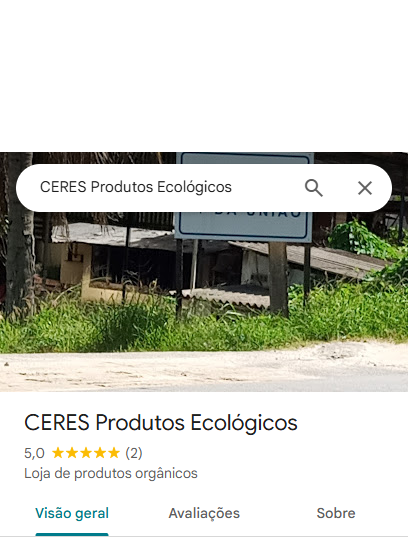 CERES Produtos Ecológicos
DA UNIÃO
CERES Produtos Ecológicos
5,0 ★★★★★ (2)
Loja de produtos orgânicos
Visão geral
Avaliações
Sobre